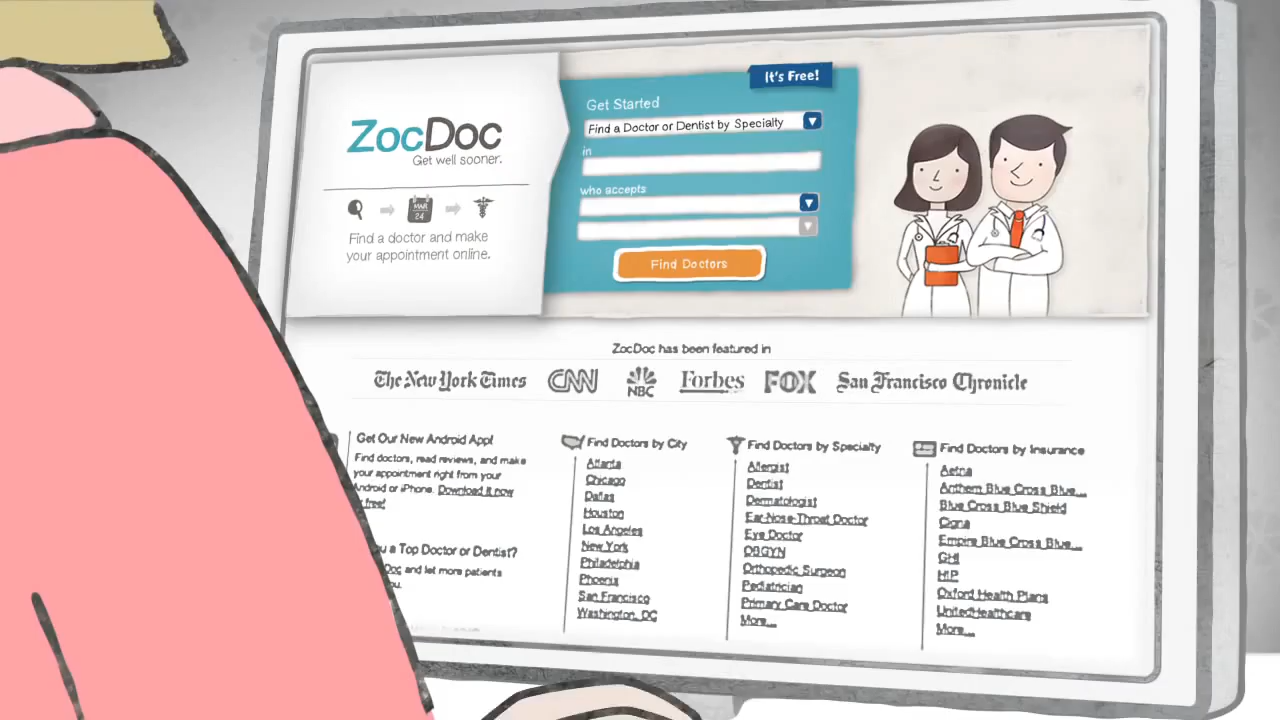 It's Free!
Get Started
Find a Doctor or Dentist by Specialty
in
who accepts
Find Doctors
ZocDoc
Get well sooner.
MAR
24
Find a doctor and make
your appointment online.
ZocDoc has been featured in
The New York Times
CNN
NBC
Forbes
FOX
San Francisco Chronicle
Get Our New Android App!
Find doctors, read reviews, and make
your appointment right from your
Android or iPhone. Download it now
free!
a Top Doctor or Dentist?
and let more patients
Find Doctors by City
Atlanta
Chicago
Dallas
Houston
Los Angeles
New York
Philadelphia
Phoenix
San Francisco
Washington, DC
Find Doctors by Specialty
Allergist
Dentist
Dermatologist
Ear-Nose-Throat Doctor
Eye Doctor
OBGYN
Orthopedic Surgeon
Pediatrician
Primary Care Doctor
More...
Find Doctors by Insurance
Aetna
Anthem Blue Cross Blue...
Blue Cross Blue Shield
Cigna
Empire Blue Cross Blue...
GHI
HIP
Oxford Health Plans
UnitedHealthcare
More...